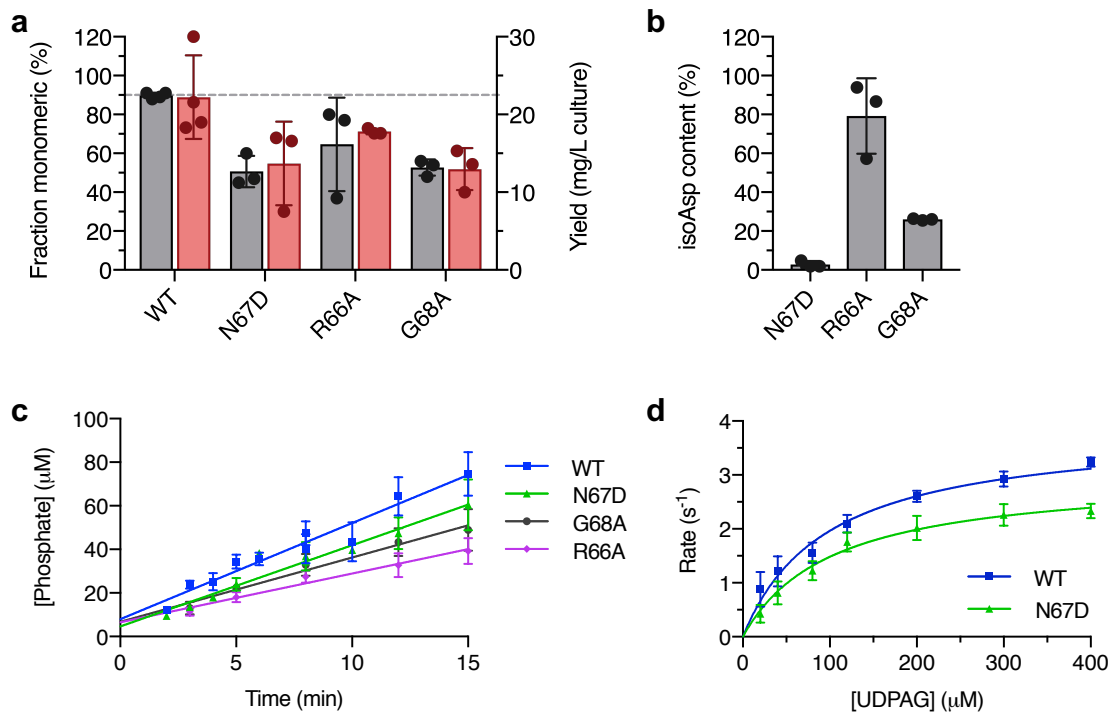 a
120
100
80
60
40
20
0
Fraction monomeric (%)
30
20
10
0
Yield (mg/L culture)
WT
N67D
R66A
G68A
b
120
100
80
60
40
20
0
isoAsp content (%)
N67D
R66A
G68A
c
100
80
60
40
20
0
[Phosphate] (μM)
0
5
10
15
Time (min)
WT
N67D
G68A
R66A
d
4
3
2
1
0
Rate (s⁻¹)
0
100
200
300
400
[UDPAG] (μM)
WT
N67D